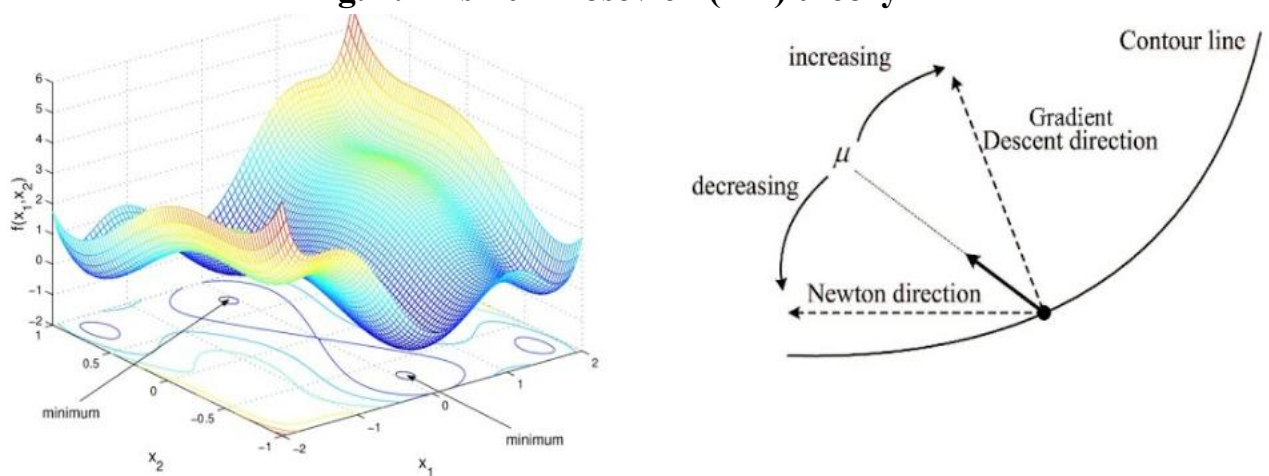 f(x₁,x₂)
6
5
4
3
2
1
0
−1
−2
1
0.5
0
−0.5
−1
−2
−1
0
1
2
minimum
minimum
x₂
x₁
increasing
μ
decreasing
Contour line
Gradient
Descent direction
Newton direction